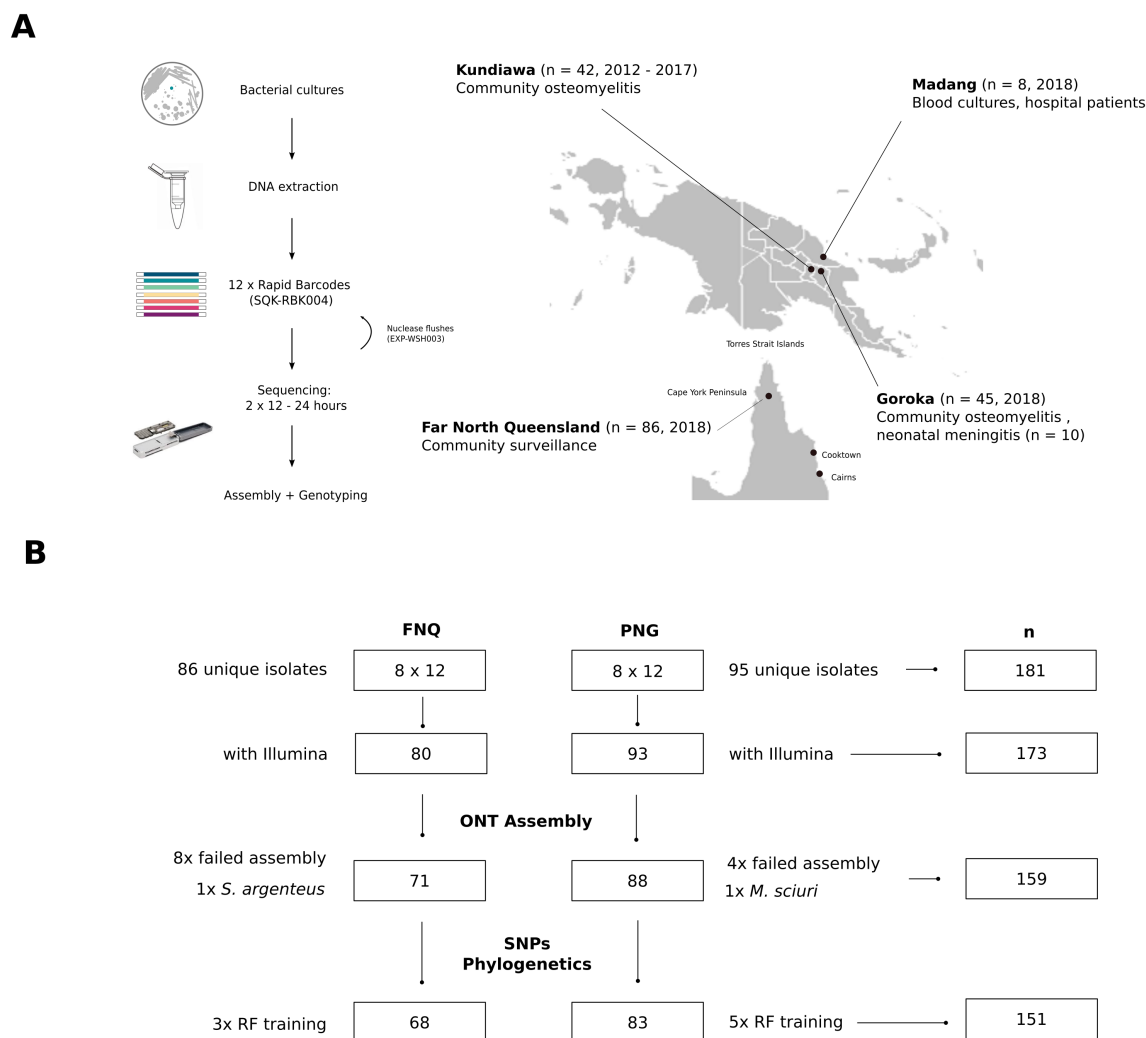 A
Bacterial cultures
DNA extraction
12 x Rapid Barcodes
(SQK-RBK004)
Nuclease flushes
(EXP-WSH003)
Sequencing:
2 x 12 - 24 hours
Assembly + Genotyping
Kundiawa (n = 42, 2012 - 2017)
Community osteomyelitis
Madang (n = 8, 2018)
Blood cultures, hospital patients
Torres Strait Islands
Cape York Peninsula
Far North Queensland (n = 86, 2018)
Community surveillance
Goroka (n = 45, 2018)
Community osteomyelitis ,
neonatal meningitis (n = 10)
Cooktown
Cairns
B
FNQ PNG n
86 unique isolates 8 x 12 8 x 12 95 unique isolates 181
with Illumina 80 93 with Illumina 173
ONT Assembly
8x failed assembly
1x S. argenteus
71 88
4x failed assembly
1x M. sciuri
159
SNPs
Phylogenetics
3x RF training 68 83 5x RF training 151